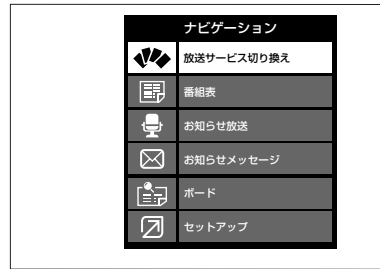 ナビゲーション
放送サービス切り換え
番組表
お知らせ放送
お知らせメッセージ
ボード
セットアップ